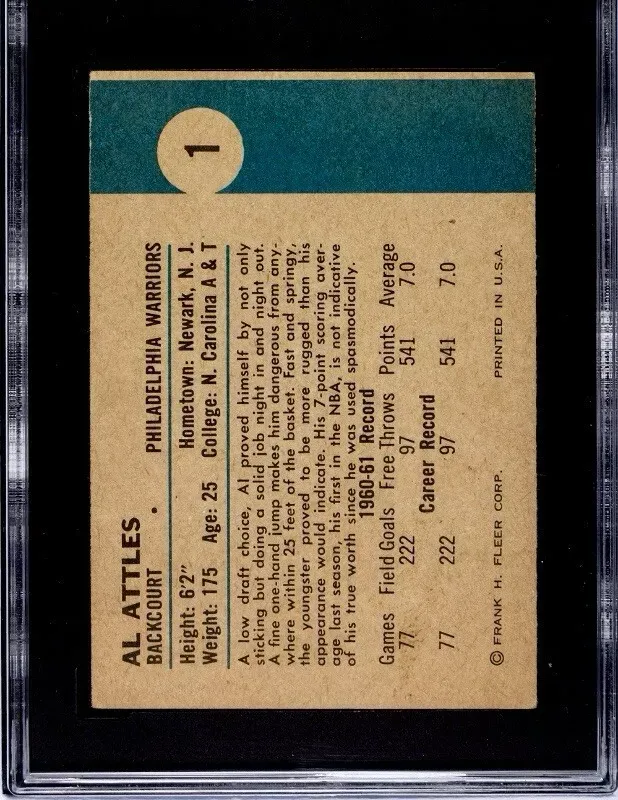 1
AL ATTLES
BACKCOURT • PHILADELPHIA WARRIORS
Height: 6'2" Hometown: Newark, N. J.
Weight: 175 Age: 25 College: N. Carolina A & T
A low draft choice, Al proved himself by not only
sticking but doing a solid job night in and night out.
A fine one-hand jump makes him dangerous from any-
where within 25 feet of the basket. Fast and springy,
the youngster proved to be more rugged than his
appearance would indicate. His 7-point scoring aver-
age last season, his first in the NBA, is not indicative
of his true worth since he was used spasmodically.
1960-61 Record
Games Field Goals Free Throws Points Average
77 222 97 541 7.0
Career Record
77 222 97 541 7.0
© FRANK H. FLEER CORP. PRINTED IN U.S.A.